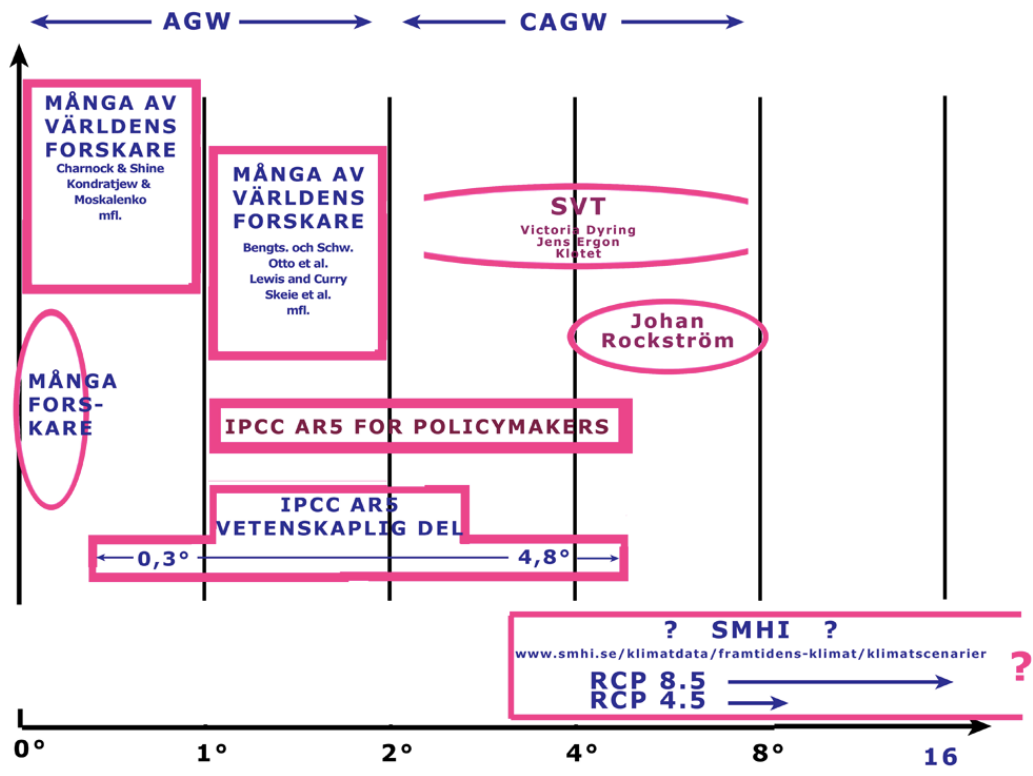 AGW
CAGW
MÅNGA AV
VÄRLDENS
FORSKARE
Charnock & Shine
Kondratjew &
Moskalenko
mfl.
MÅNGA AV
VÄRLDENS
FORSKARE
Bengts. och Schw.
Otto et al.
Lewis and Curry
Skeie et al.
mfl.
SVT
Victoria Dyring
Jens Ergon
Klotet
Johan
Rockström
MÅNGA
FORS-
KARE
IPCC AR5 FOR POLICYMAKERS
IPCC AR5
VETENSKAPLIG DEL
0,3° 4,8°
? SMHI ?
www.smhi.se/klimatdata/framtidens-klimat/klimatscenarier
?
RCP 8.5
RCP 4.5
0° 1° 2° 4° 8° 16